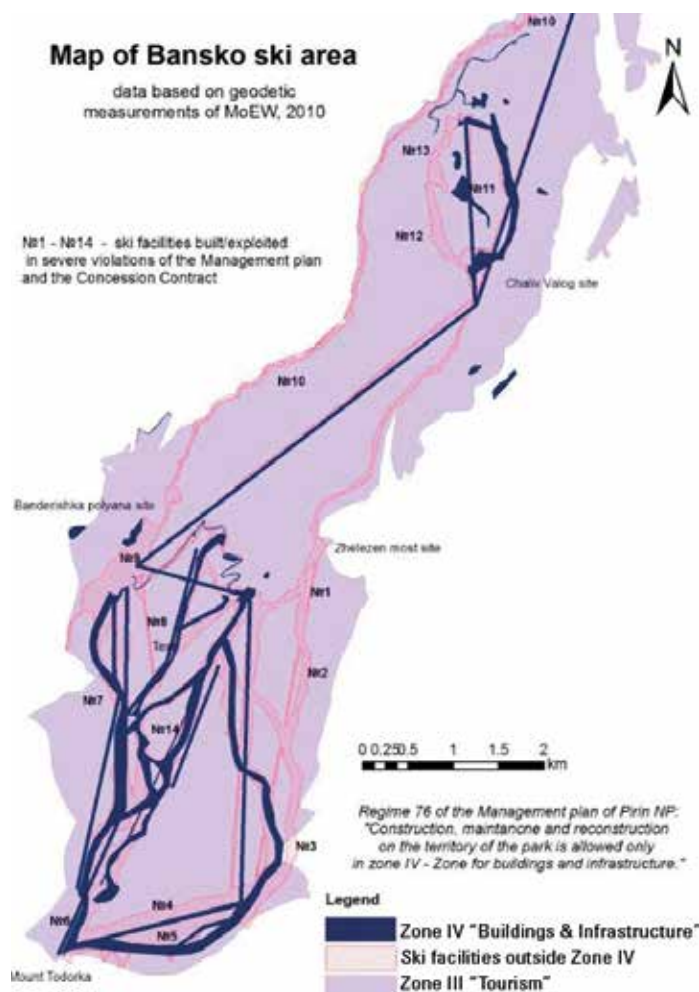 Map of Bansko ski area
data based on geodetic
measurements of MoEW, 2010
N
№10
№13
№11
№1 - №14 - ski facilities built/exploited
in severe violations of the Management plan
and the Concession Contract
№12
Chaliv Valog site
№10
Banderishka polyana site
№9
Zhelezen most site
№1
№8
№2
№7
№14
0 0,25 0,5 1 1,5 2
km
Regime 76 of the Management plan of Pirin NP:
"Construction, maintanone and reconstruction
on the territory of the park is allowed only
in zone IV - Zone for buildings and infrastructure."
№3
№4
№6
№5
Mount Todorka
Legend
Zone IV "Buildings & Infrastructure"
Ski facilities outside Zone IV
Zone III "Tourism"